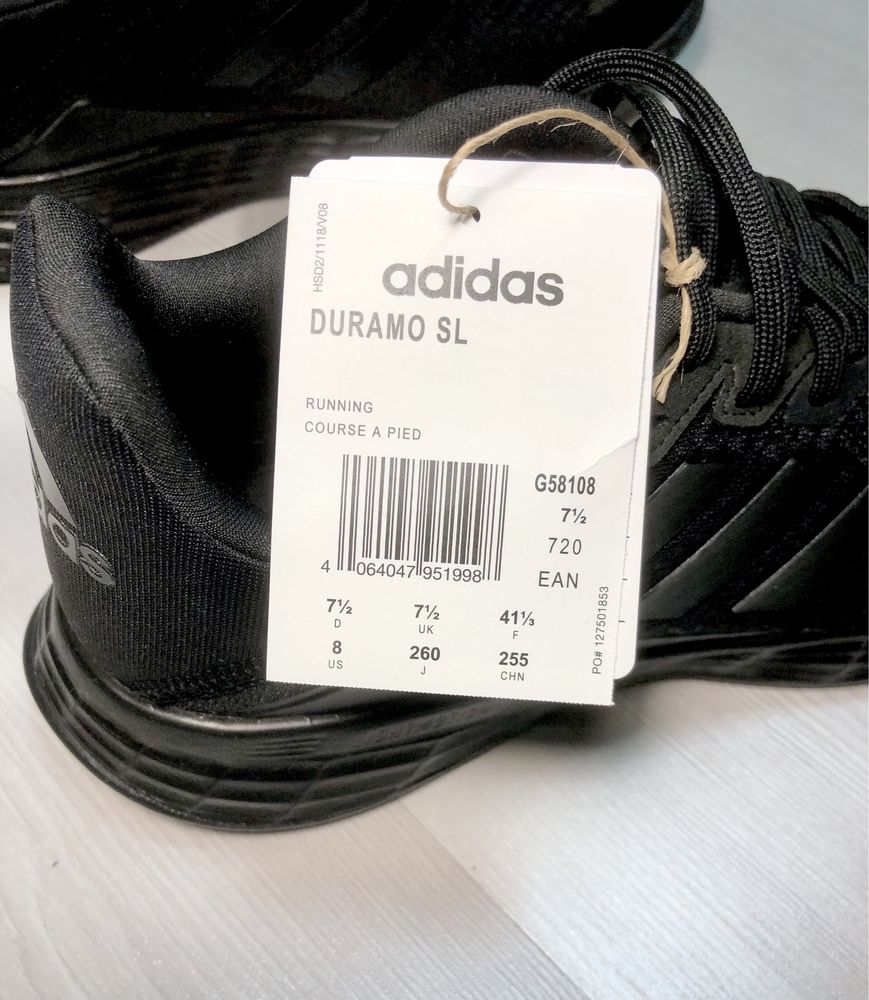 HSD2/1118/V08
adidas
DURAMO SL
RUNNING
COURSE A PIED
G58108
7½
720
EAN
4 064047 951998
7½ 7½ 41⅓
D UK F
8 260 255
US J CHN
PO# 127501853
adidas